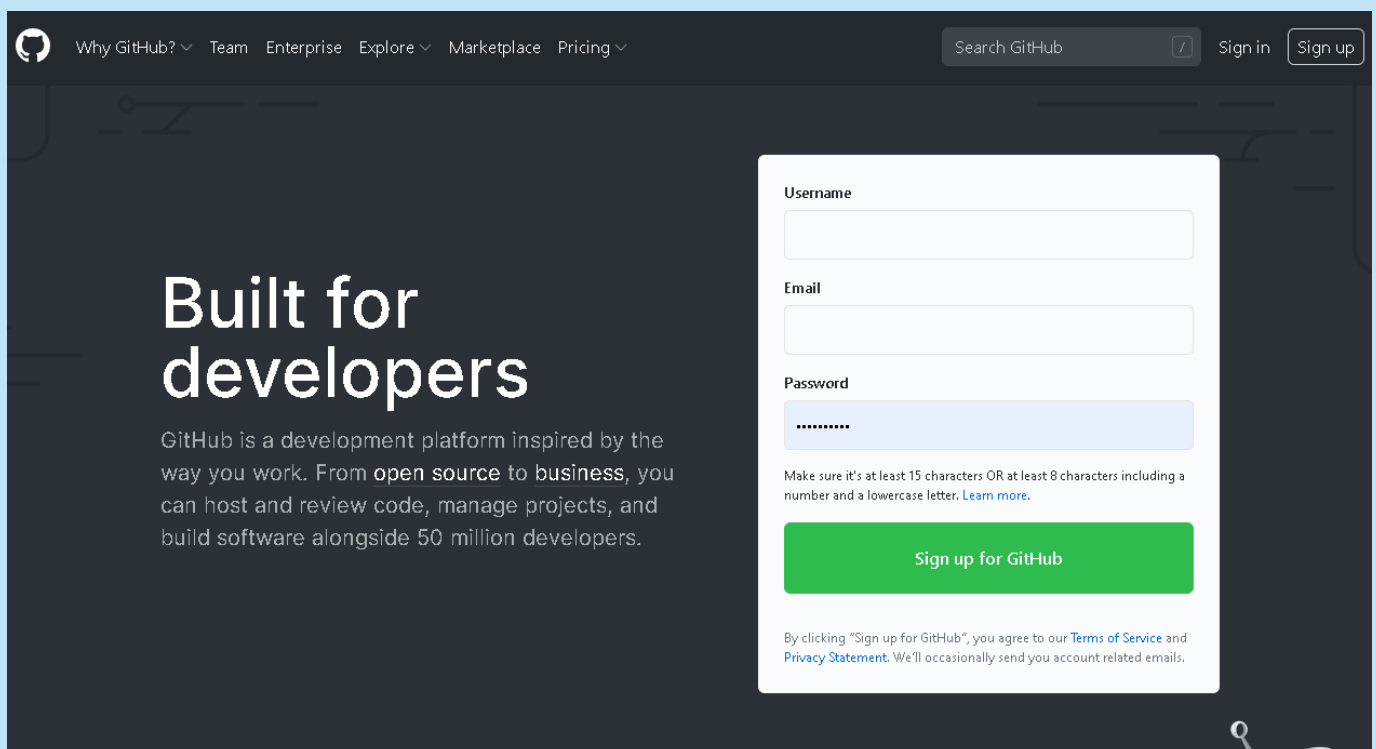 Why GitHub? Team Enterprise Explore Marketplace Pricing Search GitHub / Sign in Sign up
Built for
developers
GitHub is a development platform inspired by the
way you work. From open source to business, you
can host and review code, manage projects, and
build software alongside 50 million developers.
Username
Email
Password
Make sure it's at least 15 characters OR at least 8 characters including a
number and a lowercase letter. Learn more.
Sign up for GitHub
By clicking “Sign up for GitHub”, you agree to our Terms of Service and
Privacy Statement. We’ll occasionally send you account related emails.